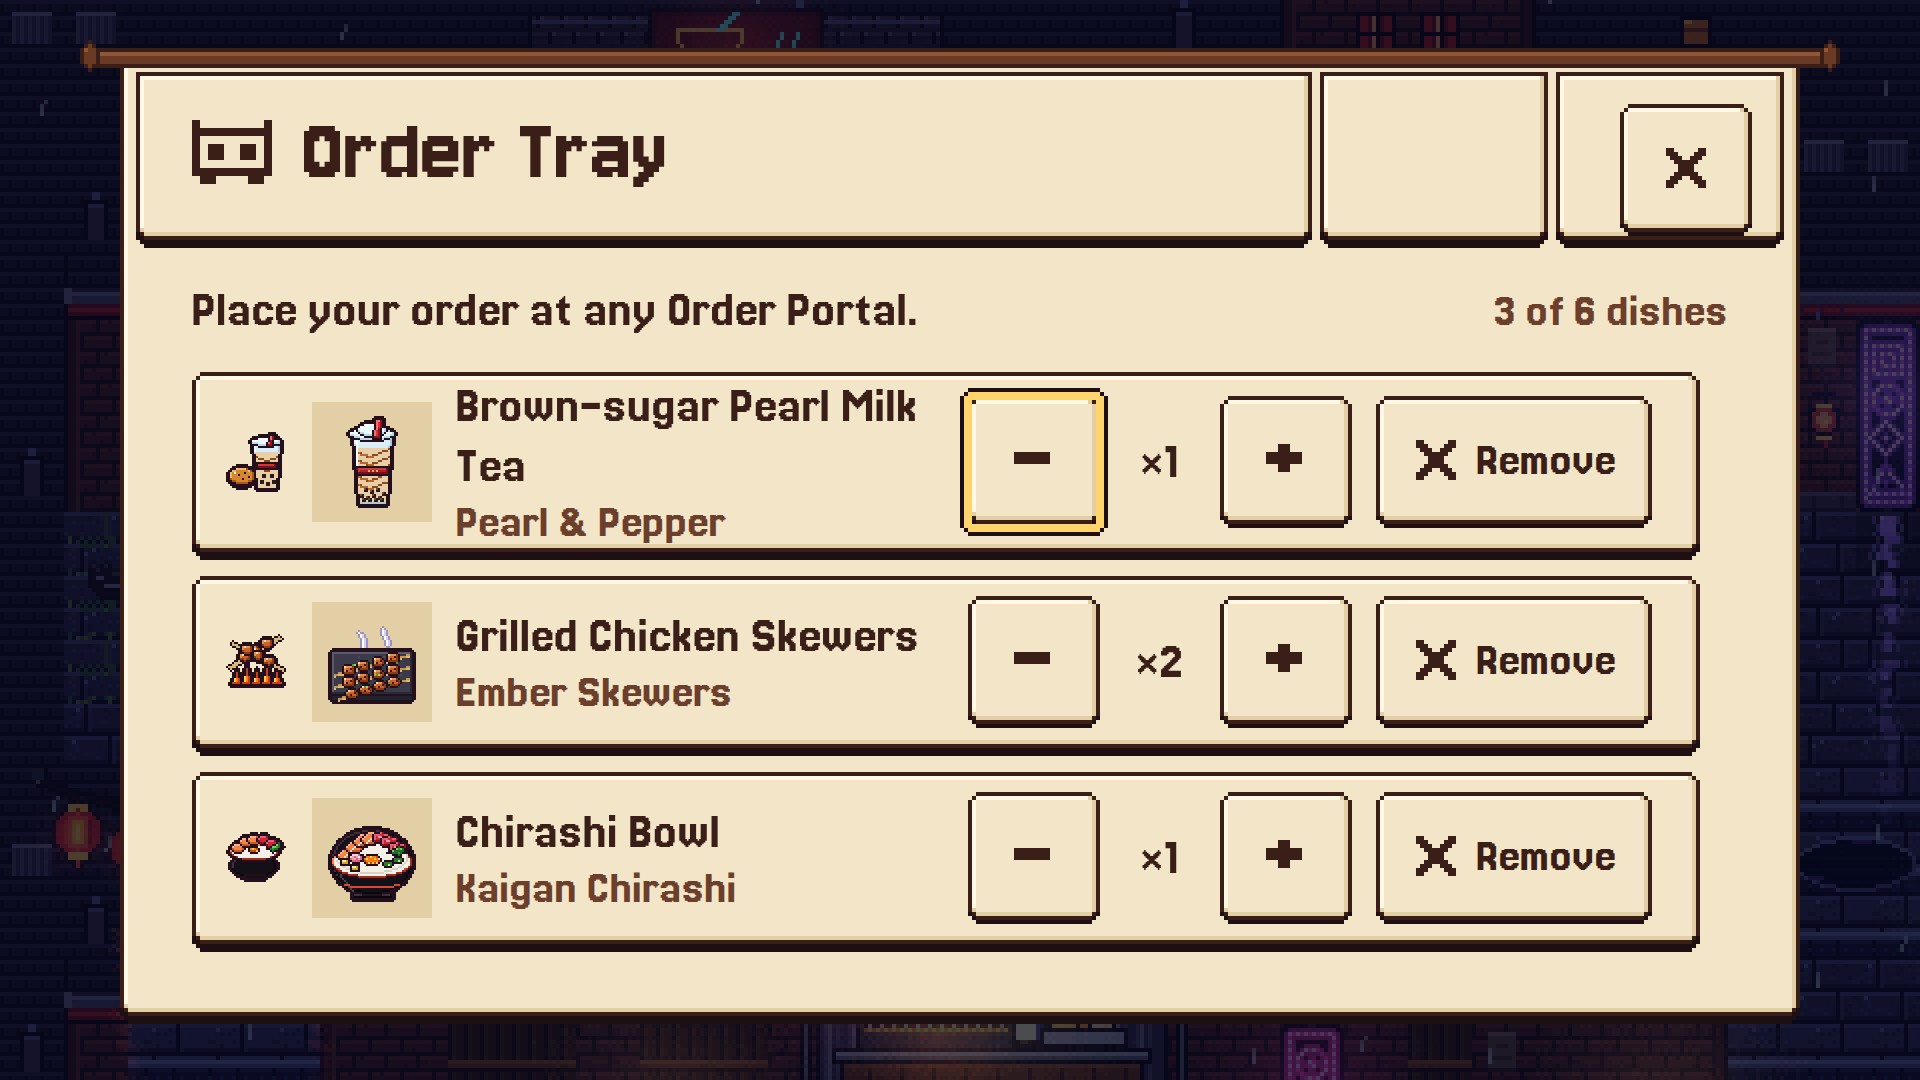 Order Tray
Place your order at any Order Portal.
3 of 6 dishes
Brown-sugar Pearl Milk
Tea
Pearl & Pepper
×1
Remove
Grilled Chicken Skewers
Ember Skewers
×2
Remove
Chirashi Bowl
Kaigan Chirashi
×1
Remove